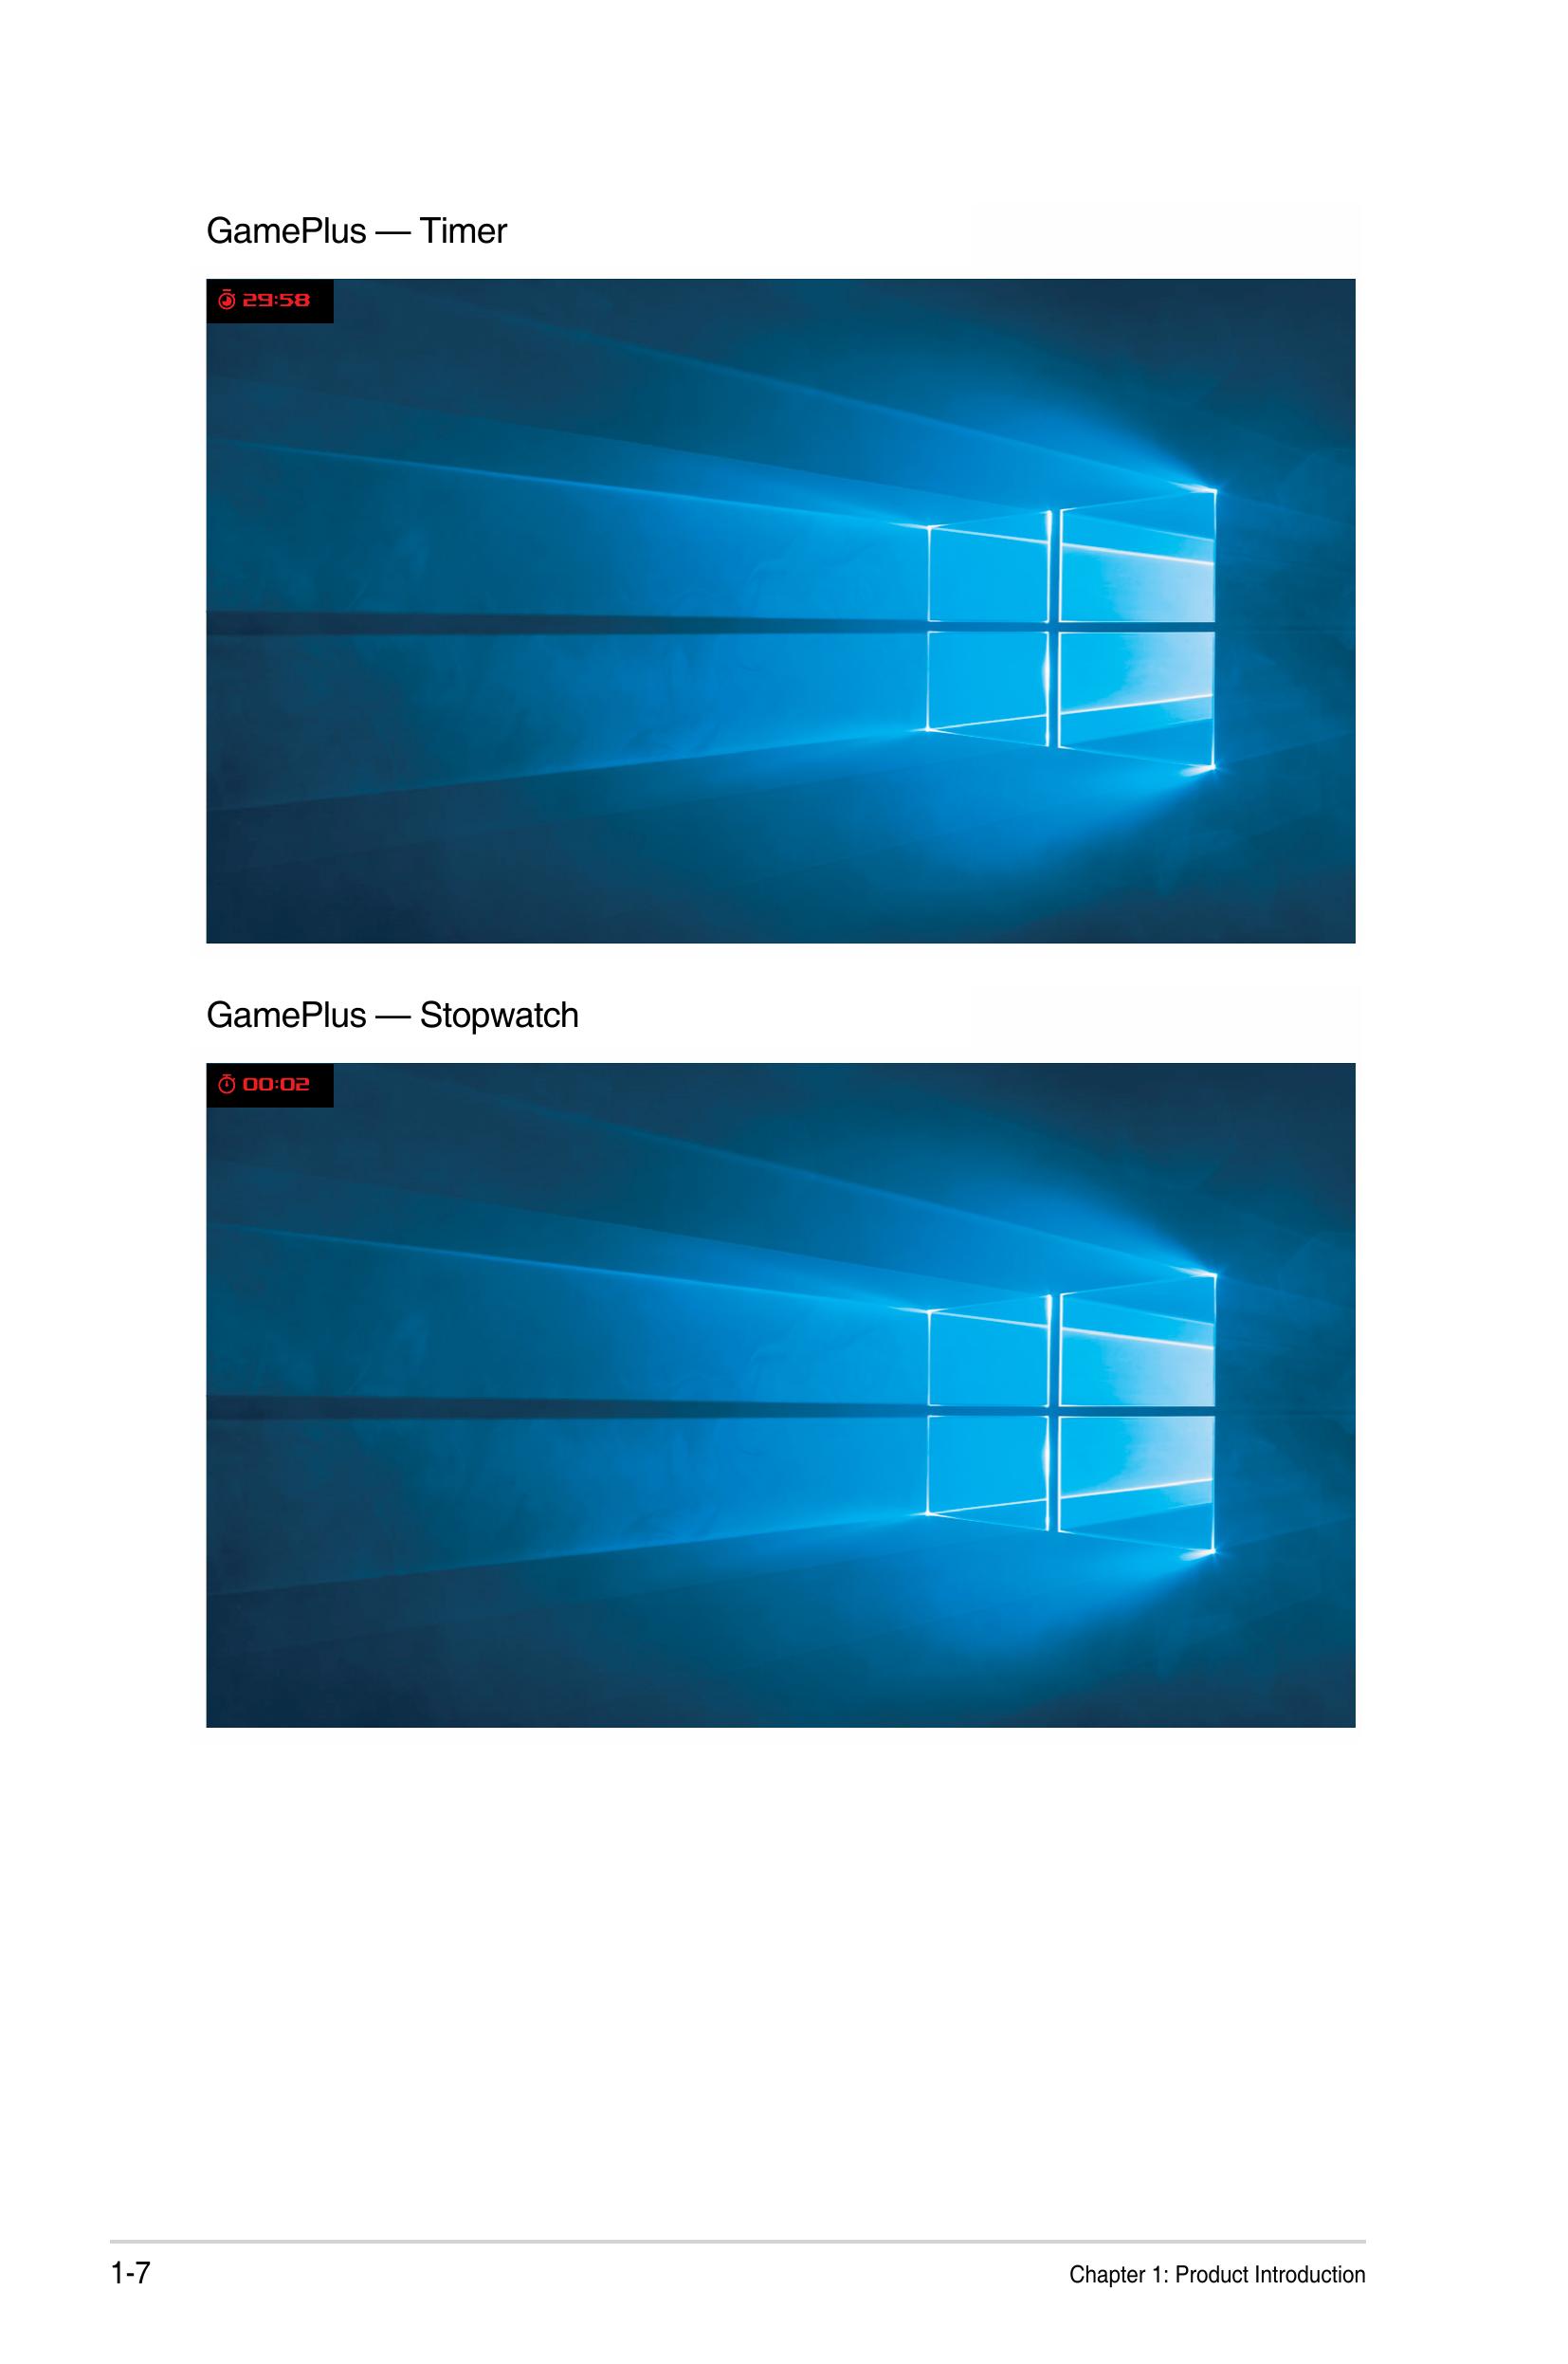 GamePlus — Timer
29:58
GamePlus — Stopwatch
00:02
1-7
Chapter 1: Product Introduction